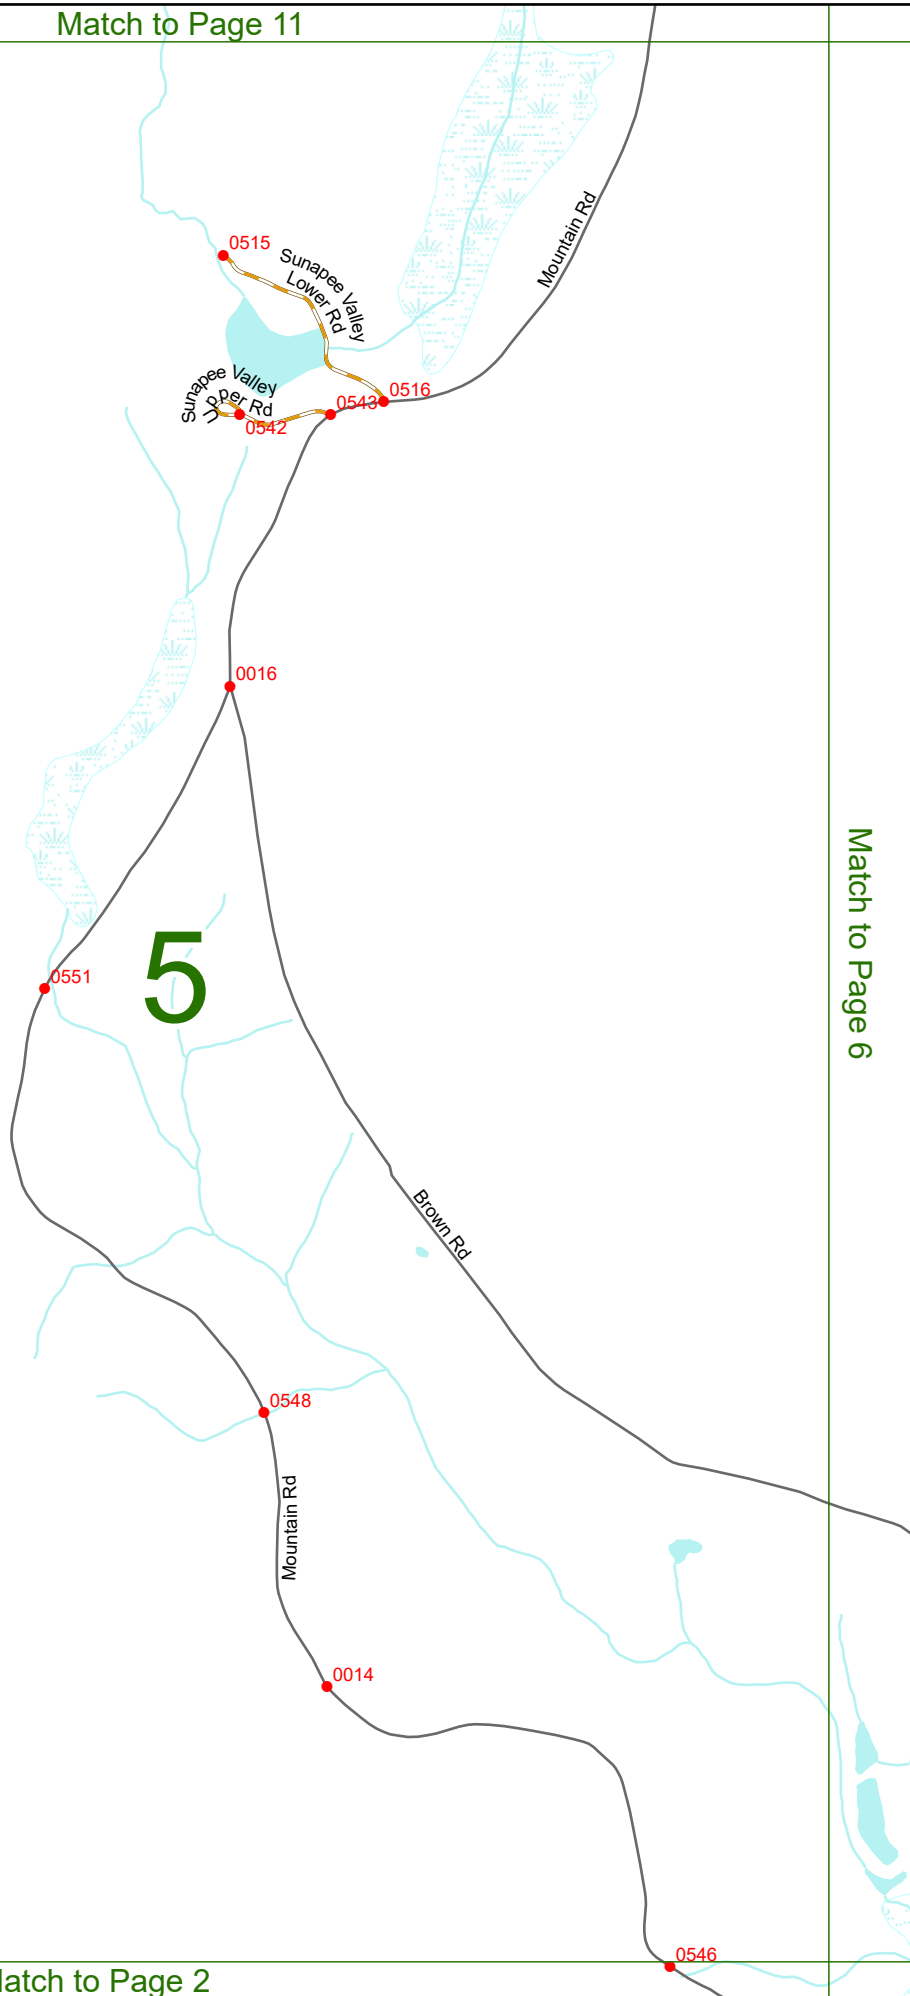 Match to Page 11
Mountain Rd
0515
Sunapee Valley
Lower Rd
Sunapee Valley
Upper Rd
0516
0543
0542
0016
Match to Page 6
5
0551
Brown Rd
0548
Mountain Rd
0014
0546
atch to Page 2